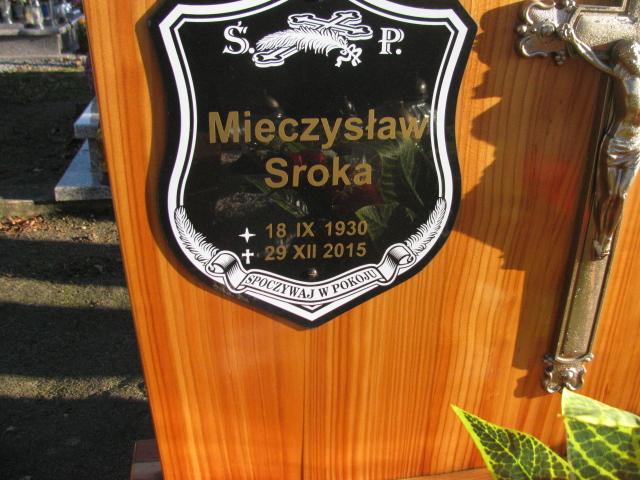 Ś. P.
Mieczysław
Sroka
18 IX 1930
29 XII 2015
SPOCZYWAJ W POKOJU